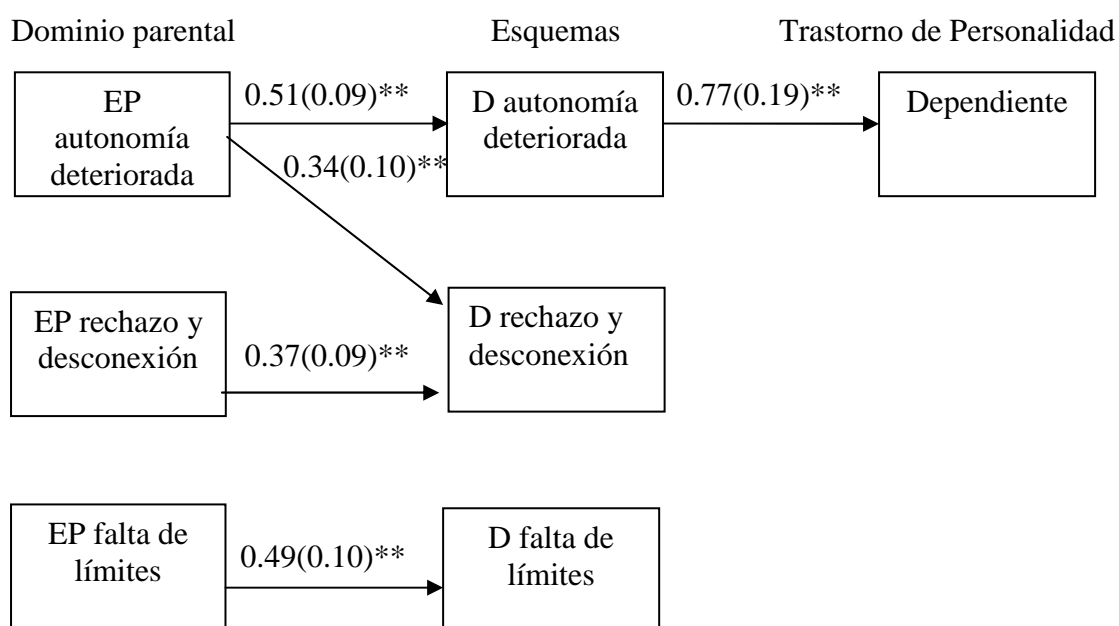 Dominio parental Esquemas Trastorno de Personalidad
EP
autonomía
deteriorada
0.51(0.09)**
D autonomía
deteriorada
0.77(0.19)**
Dependiente
0.34(0.10)**
EP rechazo y
desconexión
0.37(0.09)**
D rechazo y
desconexión
EP falta de
límites
0.49(0.10)**
D falta de
límites